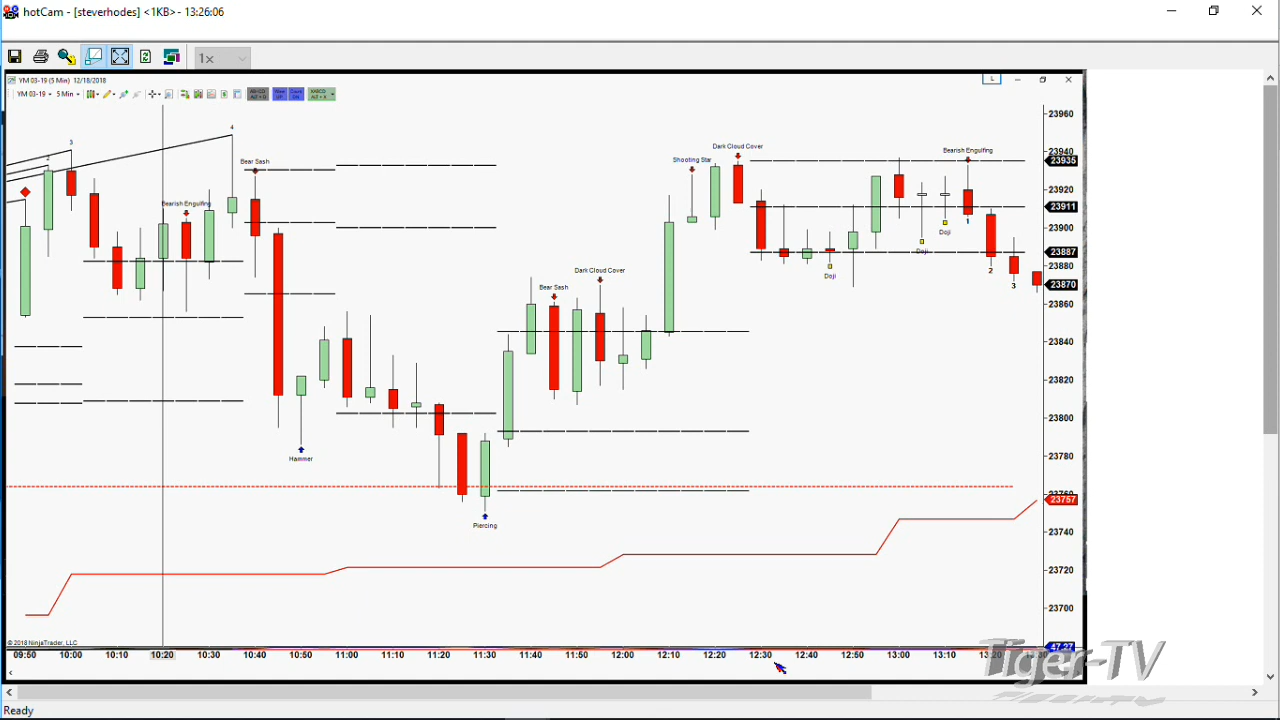 hotCam - [steverhodes] <1KB> - 13:26:06
1x
YM 03-19 (5 Min) 12/18/2018
L
YM 03-19 5 Min
23960
23940
23935
23920
23911
23900
23887
23880
23870
23860
23840
23820
23800
23780
23760
23757
23740
23720
23700
47.27
2
3
4
Bear Sash
Bearish Engulfing
Hammer
Piercing
Bear Sash
Dark Cloud Cover
Shooting Star
Dark Cloud Cover
Doji
Doji
Doji
Bearish Engulfing
1
2
3
© 2018 NinjaTrader, LLC
09:50 10:00 10:10 10:20 10:30 10:40 10:50 11:00 11:10 11:20 11:30 11:40 11:50 12:00 12:10 12:20 12:30 12:40 12:50 13:00 13:10 13:20
Tiger-TV
Ready